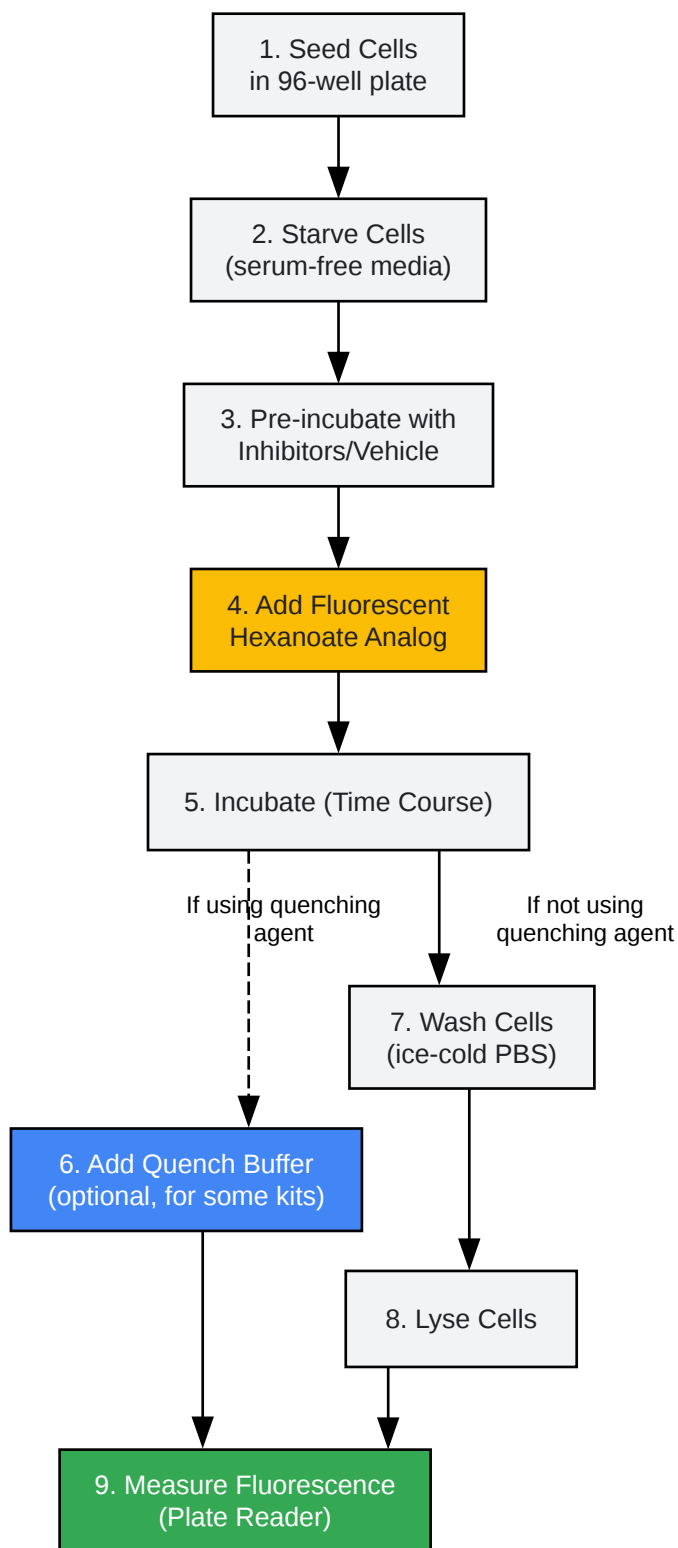 1. Seed Cells
in 96-well plate
2. Starve Cells
(serum-free media)
3. Pre-incubate with
Inhibitors/Vehicle
4. Add Fluorescent
Hexanoate Analog
5. Incubate (Time Course)
If using quenching
agent
If not using
quenching agent
7. Wash Cells
(ice-cold PBS)
6. Add Quench Buffer
(optional, for some kits)
8. Lyse Cells
9. Measure Fluorescence
(Plate Reader)